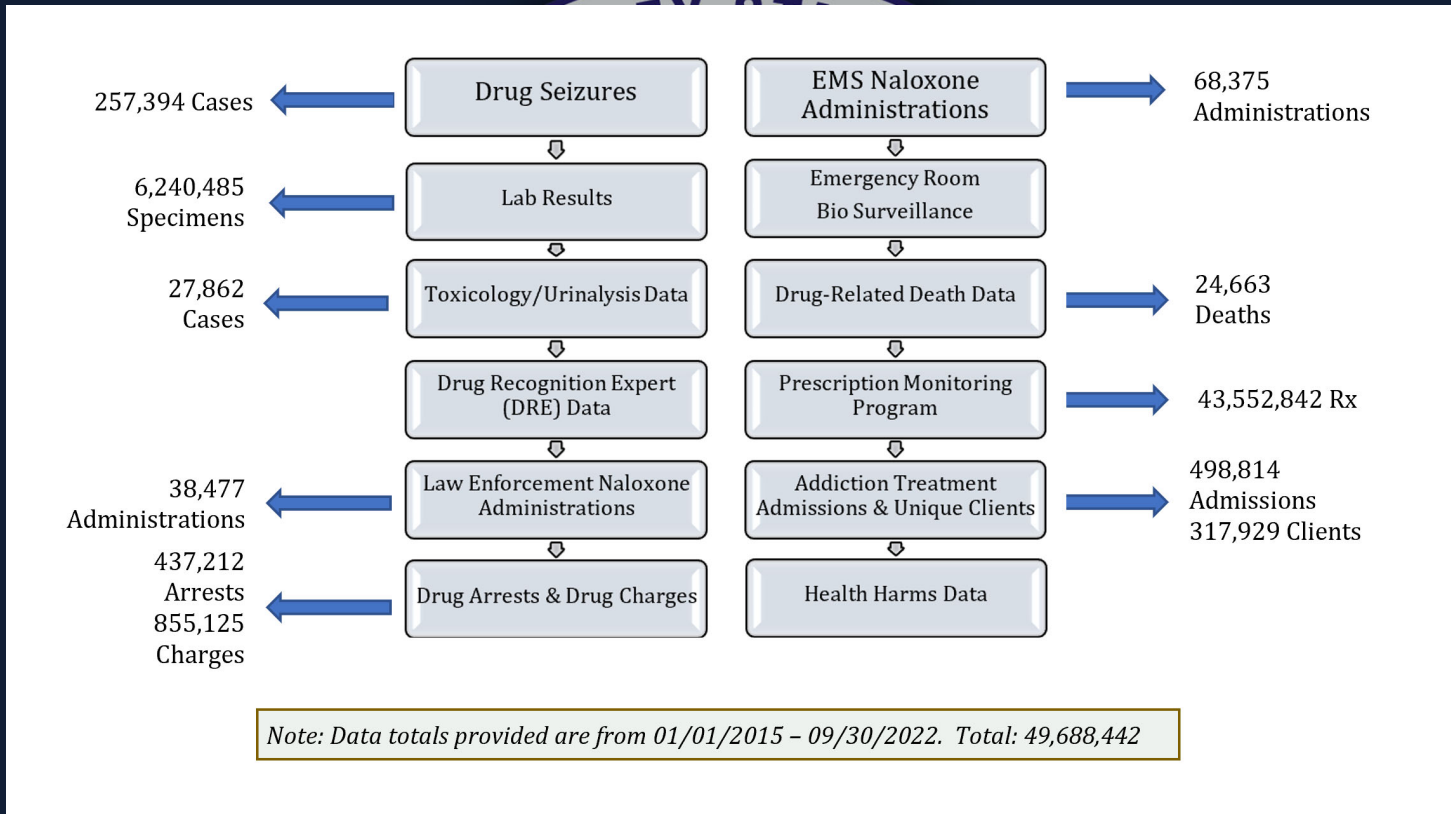 257,394 Cases
Drug Seizures
6,240,485
Specimens
Lab Results
27,862
Cases
Toxicology/Urinalysis Data
Drug Recognition Expert
(DRE) Data
38,477
Administrations
Law Enforcement Naloxone
Administrations
437,212
Arrests
855,125
Charges
Drug Arrests & Drug Charges
EMS Naloxone
Administrations
68,375
Administrations
Emergency Room
Bio Surveillance
Drug-Related Death Data
24,663
Deaths
Prescription Monitoring
Program
43,552,842 Rx
Addiction Treatment
Admissions & Unique Clients
498,814
Admissions
317,929 Clients
Health Harms Data
Note: Data totals provided are from 01/01/2015 – 09/30/2022.  Total: 49,688,442